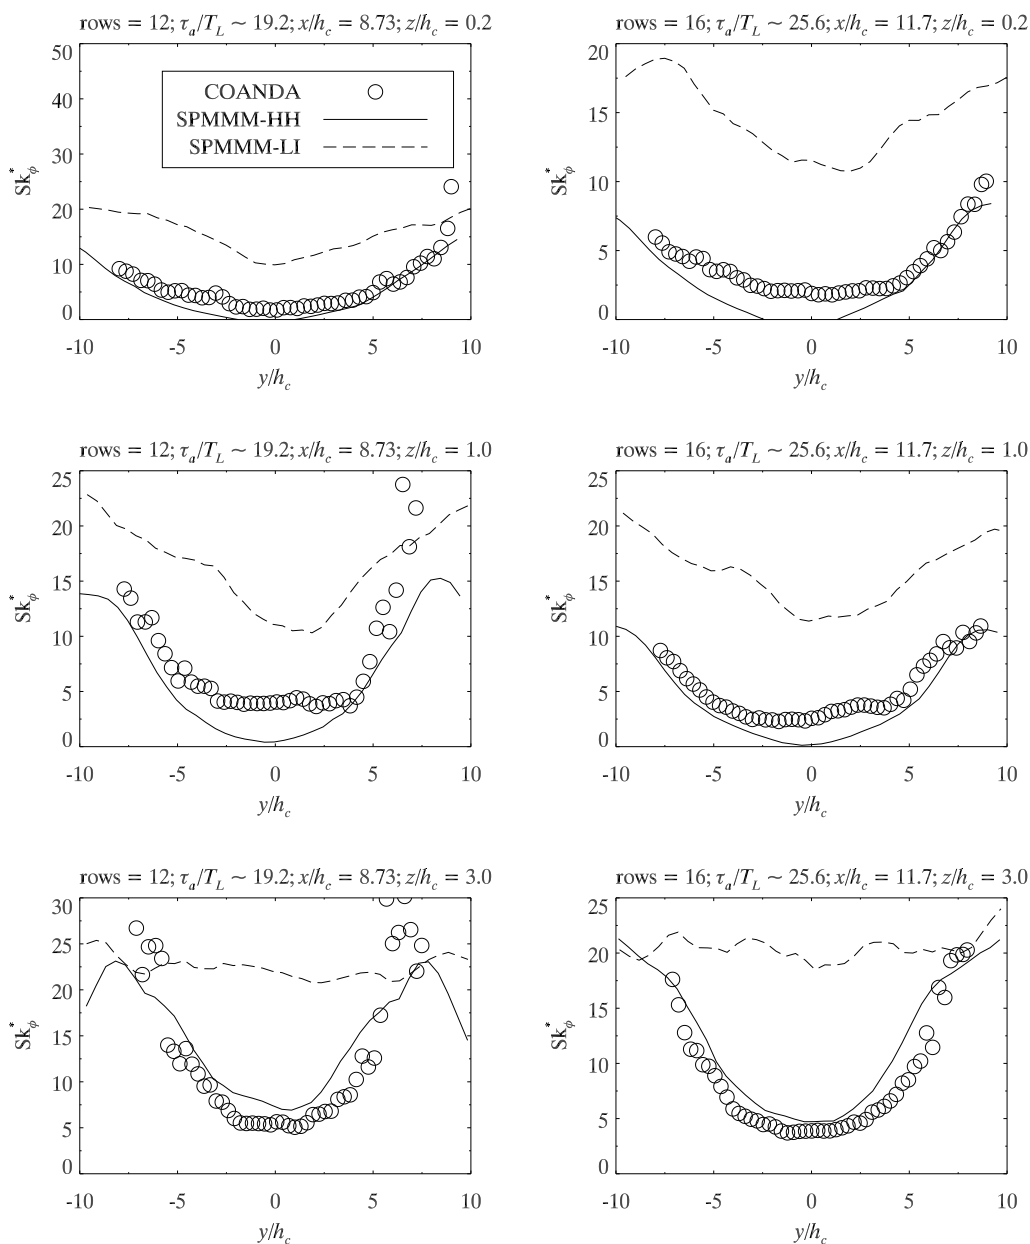 rows = 12; τa/TL ~ 19.2; x/hc = 8.73; z/hc = 0.2
50
40
30
20
10
0
Sk*ϕ
COANDA
SPMMM-HH
SPMMM-LI
-10 -5 0 5 10
y/hc
rows = 16; τa/TL ~ 25.6; x/hc = 11.7; z/hc = 0.2
20
15
10
5
0
Sk*ϕ
-10 -5 0 5 10
y/hc
rows = 12; τa/TL ~ 19.2; x/hc = 8.73; z/hc = 1.0
25
20
15
10
5
0
Sk*ϕ
-10 -5 0 5 10
y/hc
rows = 16; τa/TL ~ 25.6; x/hc = 11.7; z/hc = 1.0
25
20
15
10
5
0
Sk*ϕ
-10 -5 0 5 10
y/hc
rows = 12; τa/TL ~ 19.2; x/hc = 8.73; z/hc = 3.0
30
25
20
15
10
5
0
Sk*ϕ
-10 -5 0 5 10
y/hc
rows = 16; τa/TL ~ 25.6; x/hc = 11.7; z/hc = 3.0
25
20
15
10
5
0
Sk*ϕ
-10 -5 0 5 10
y/hc